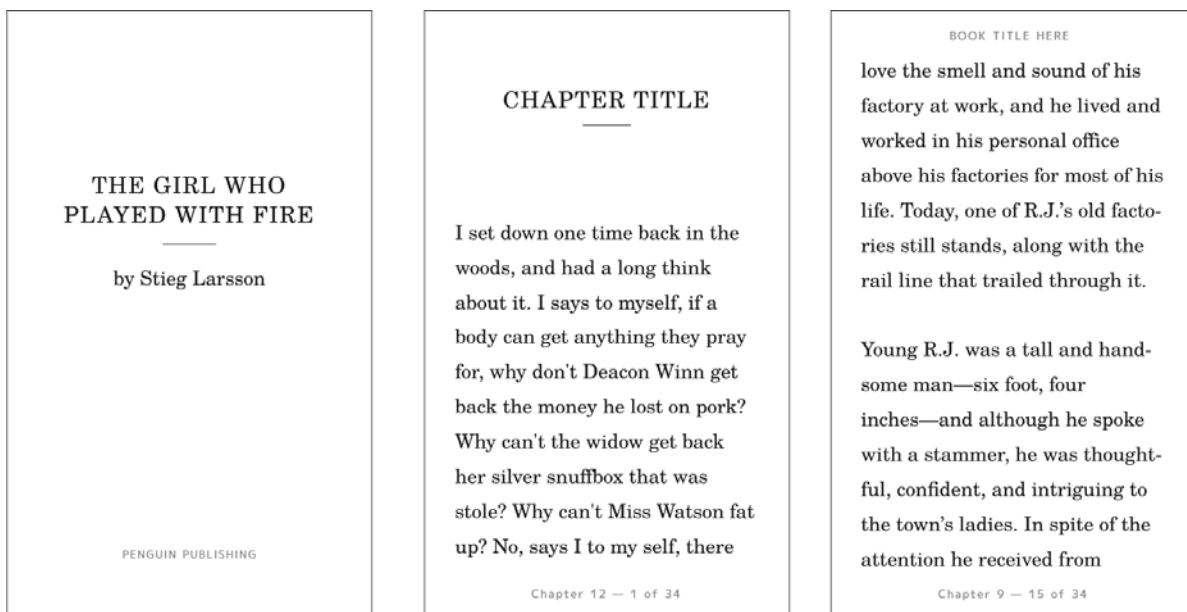 THE GIRL WHO
PLAYED WITH FIRE
by Stieg Larsson
PENGUIN PUBLISHING
CHAPTER TITLE
I set down one time back in the
woods, and had a long think
about it. I says to myself, if a
body can get anything they pray
for, why don't Deacon Winn get
back the money he lost on pork?
Why can't the widow get back
her silver snuffbox that was
stole? Why can't Miss Watson fat
up? No, says I to my self, there
Chapter 12 — 1 of 34
BOOK TITLE HERE
love the smell and sound of his
factory at work, and he lived and
worked in his personal office
above his factories for most of his
life. Today, one of R.J.’s old facto-
ries still stands, along with the
rail line that trailed through it.
Young R.J. was a tall and hand-
some man—six foot, four
inches—and although he spoke
with a stammer, he was thought-
ful, confident, and intriguing to
the town’s ladies. In spite of the
attention he received from
Chapter 9 — 15 of 34